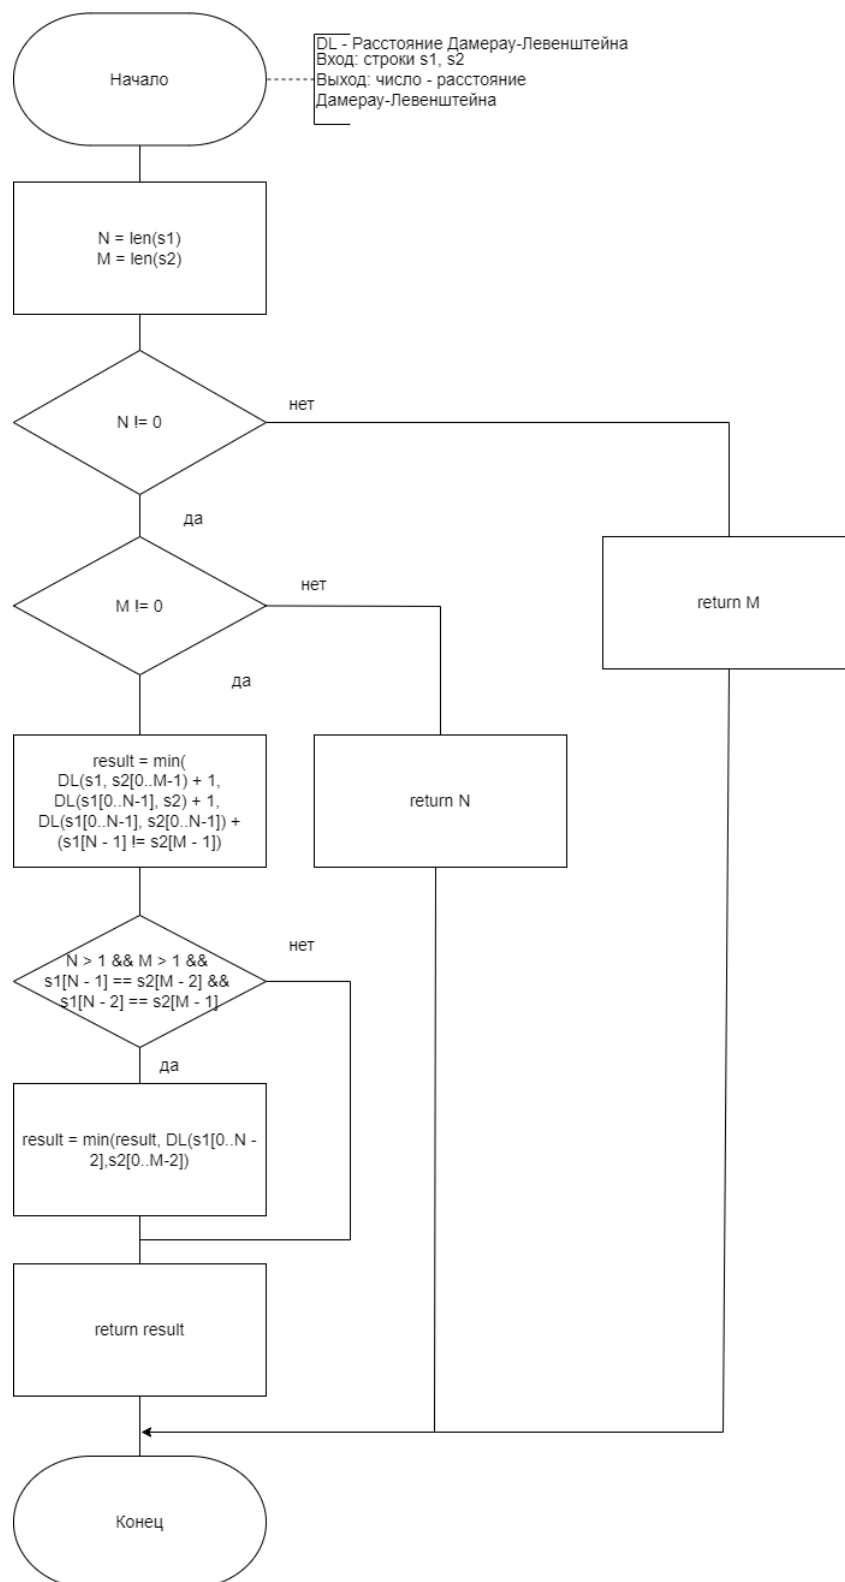 DL - Расстояние Дамерау-Левенштейна
Вход: строки s1, s2
Начало
Выход: число - расстояние
Дамерау-Левенштейна
N = len(s1)
M = len(s2)
нет
N != 0
да
нет
M != 0
return M
да
result = min(
DL(s1, s2[0..M-1) + 1,
DL(s1[0..N-1], s2) + 1,
DL(s1[0..N-1], s2[0..N-1]) +
(s1[N - 1] != s2[M - 1])
return N
нет
N > 1 && M > 1 &&
s1[N - 1] == s2[M - 2] &&
s1[N - 2] == s2[M - 1]
да
result = min(result, DL(s1[0..N -
2],s2[0..M-2])
return result
Конец